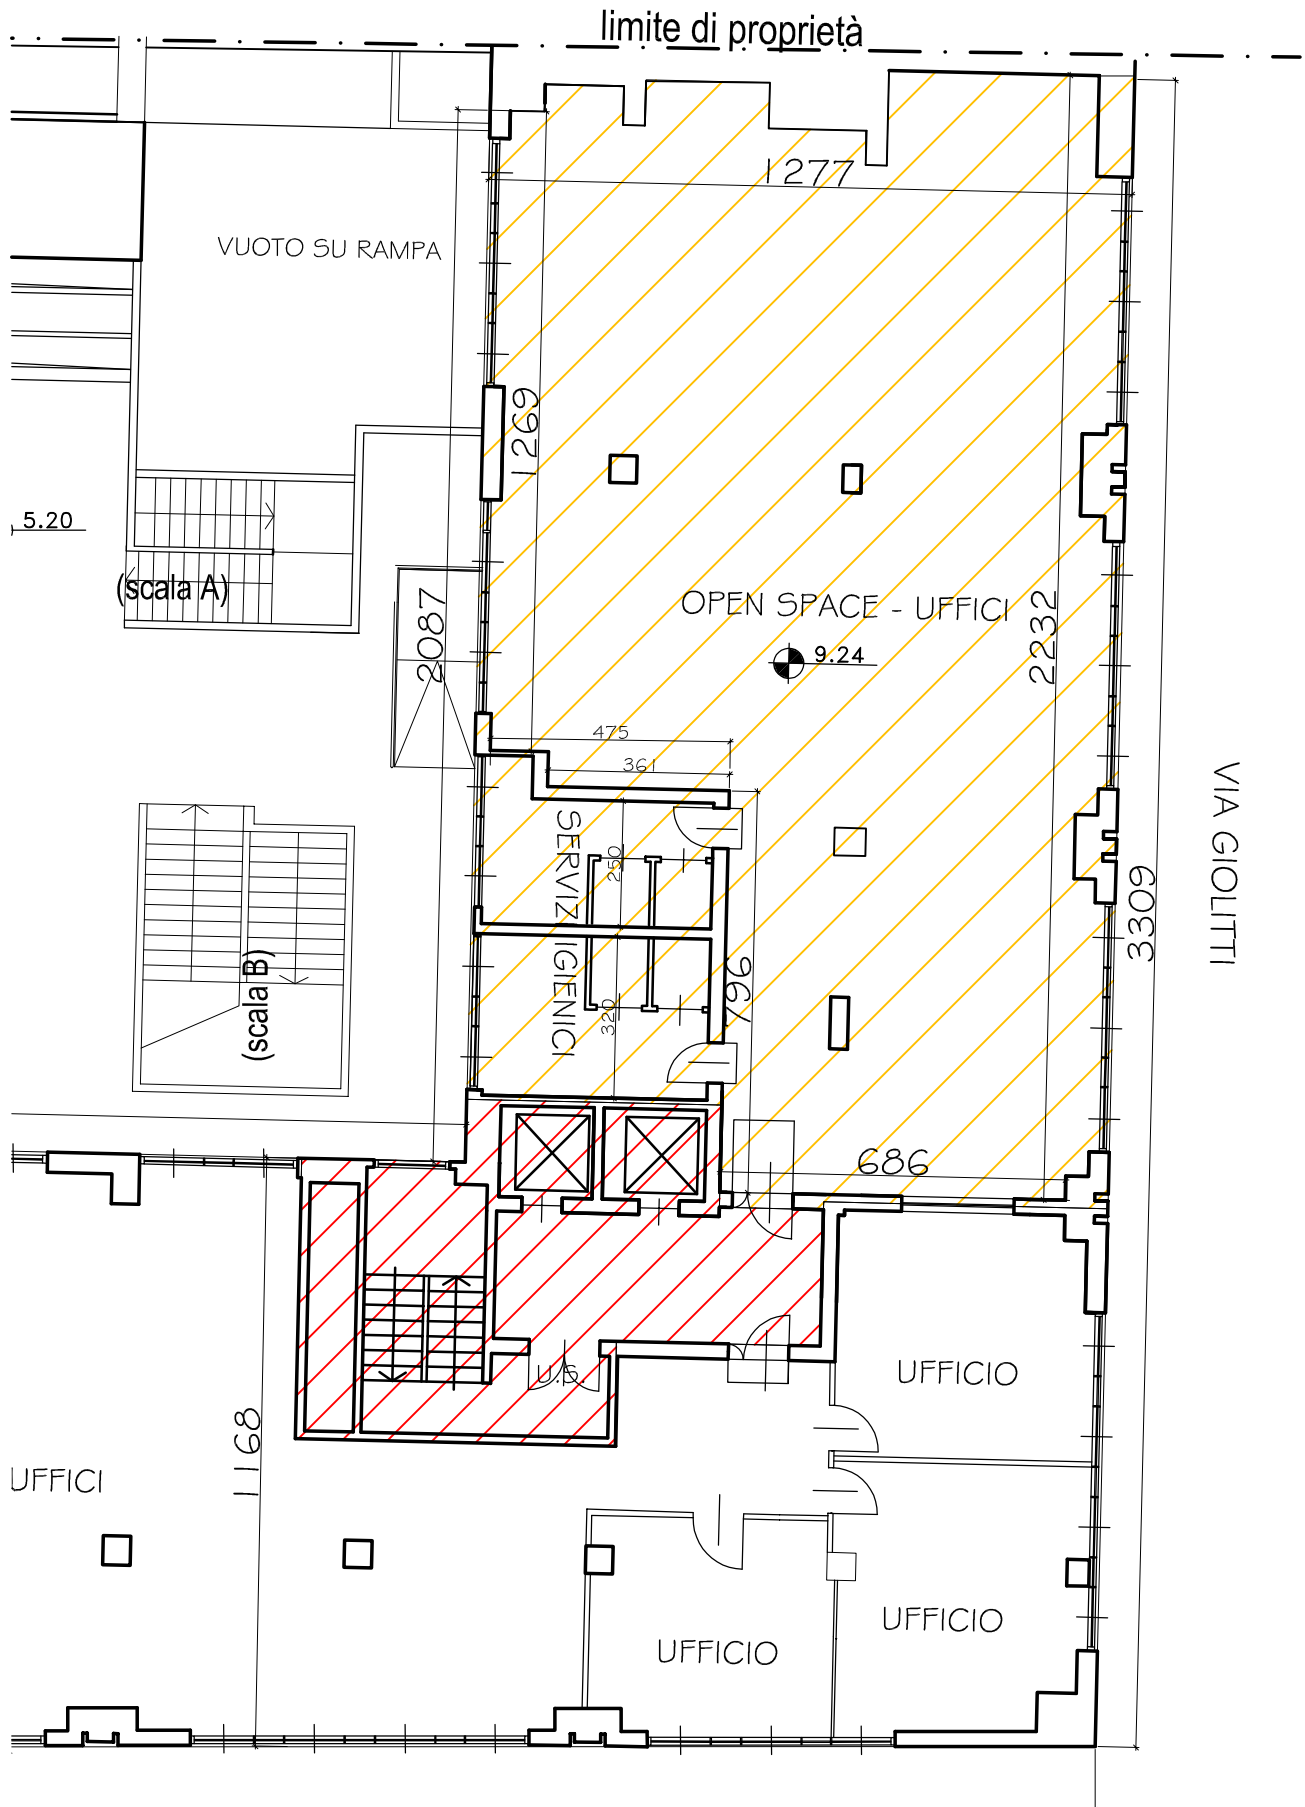 limite di proprietà
1277
VUOTO SU RAMPA
1269
5.20
(scala A)
2087
OPEN SPACE - UFFICI
9.24
2232
475
361
VIA GIOLITTI
3309
SERVIZI IGIENICI
250
796
320
(scala B)
686
U.S.
UFFICIO
1168
UFFICI
UFFICIO
UFFICIO